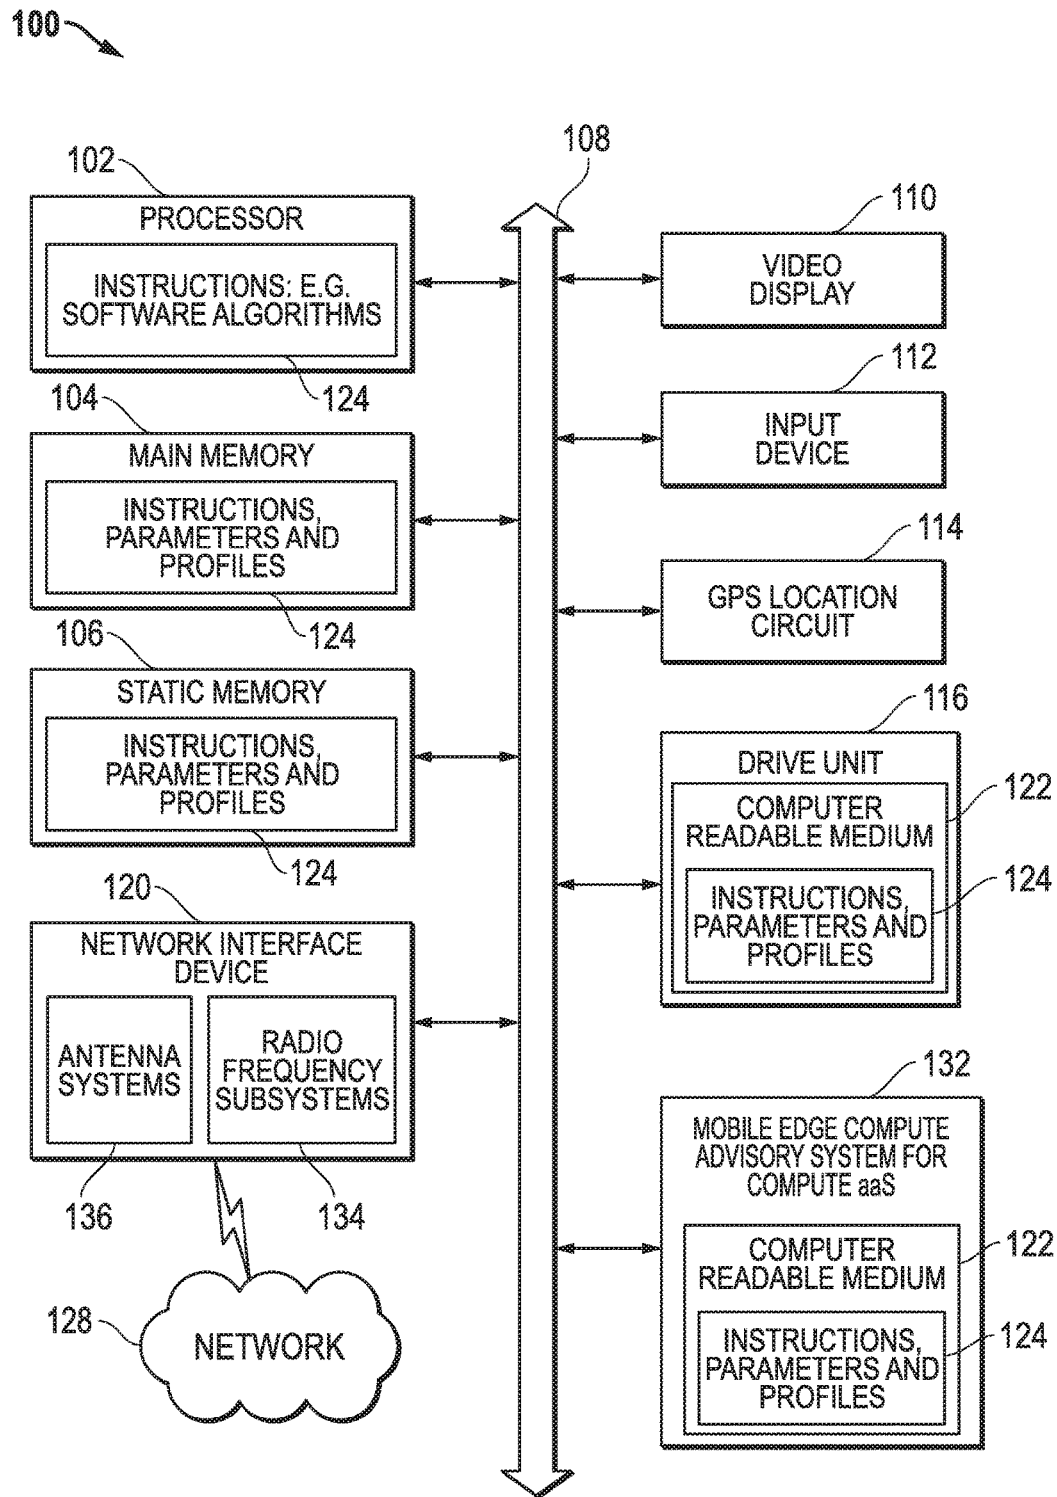 100
102
PROCESSOR
INSTRUCTIONS: E.G.
SOFTWARE ALGORITHMS
124
104
MAIN MEMORY
INSTRUCTIONS,
PARAMETERS AND
PROFILES
124
106
STATIC MEMORY
INSTRUCTIONS,
PARAMETERS AND
PROFILES
124
120
NETWORK INTERFACE
DEVICE
ANTENNA
SYSTEMS
RADIO
FREQUENCY
SUBSYSTEMS
136
134
128
NETWORK
108
110
VIDEO
DISPLAY
112
INPUT
DEVICE
114
GPS LOCATION
CIRCUIT
116
DRIVE UNIT
122
COMPUTER
READABLE MEDIUM
124
INSTRUCTIONS,
PARAMETERS AND
PROFILES
132
MOBILE EDGE COMPUTE
ADVISORY SYSTEM FOR
COMPUTE aaS
122
COMPUTER
READABLE MEDIUM
124
INSTRUCTIONS,
PARAMETERS AND
PROFILES